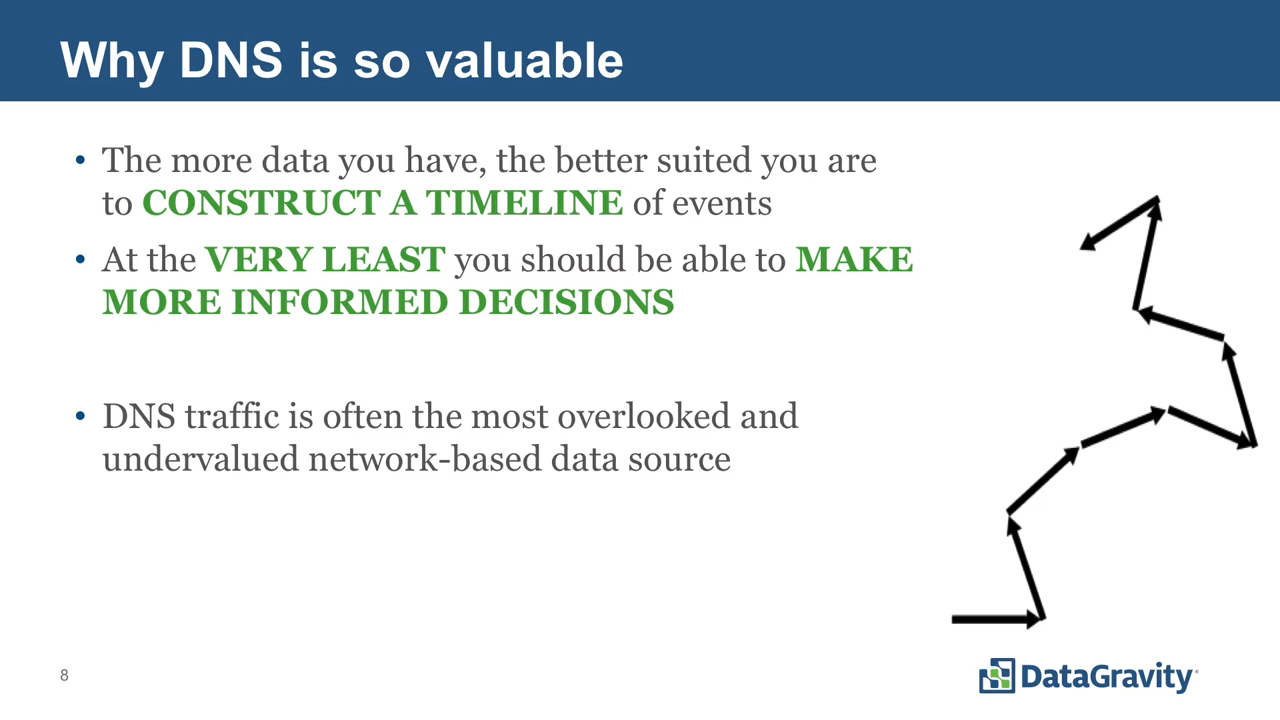 Why DNS is so valuable
• The more data you have, the better suited you are
to CONSTRUCT A TIMELINE of events
• At the VERY LEAST you should be able to MAKE
MORE INFORMED DECISIONS
• DNS traffic is often the most overlooked and
undervalued network-based data source
8
DataGravity®